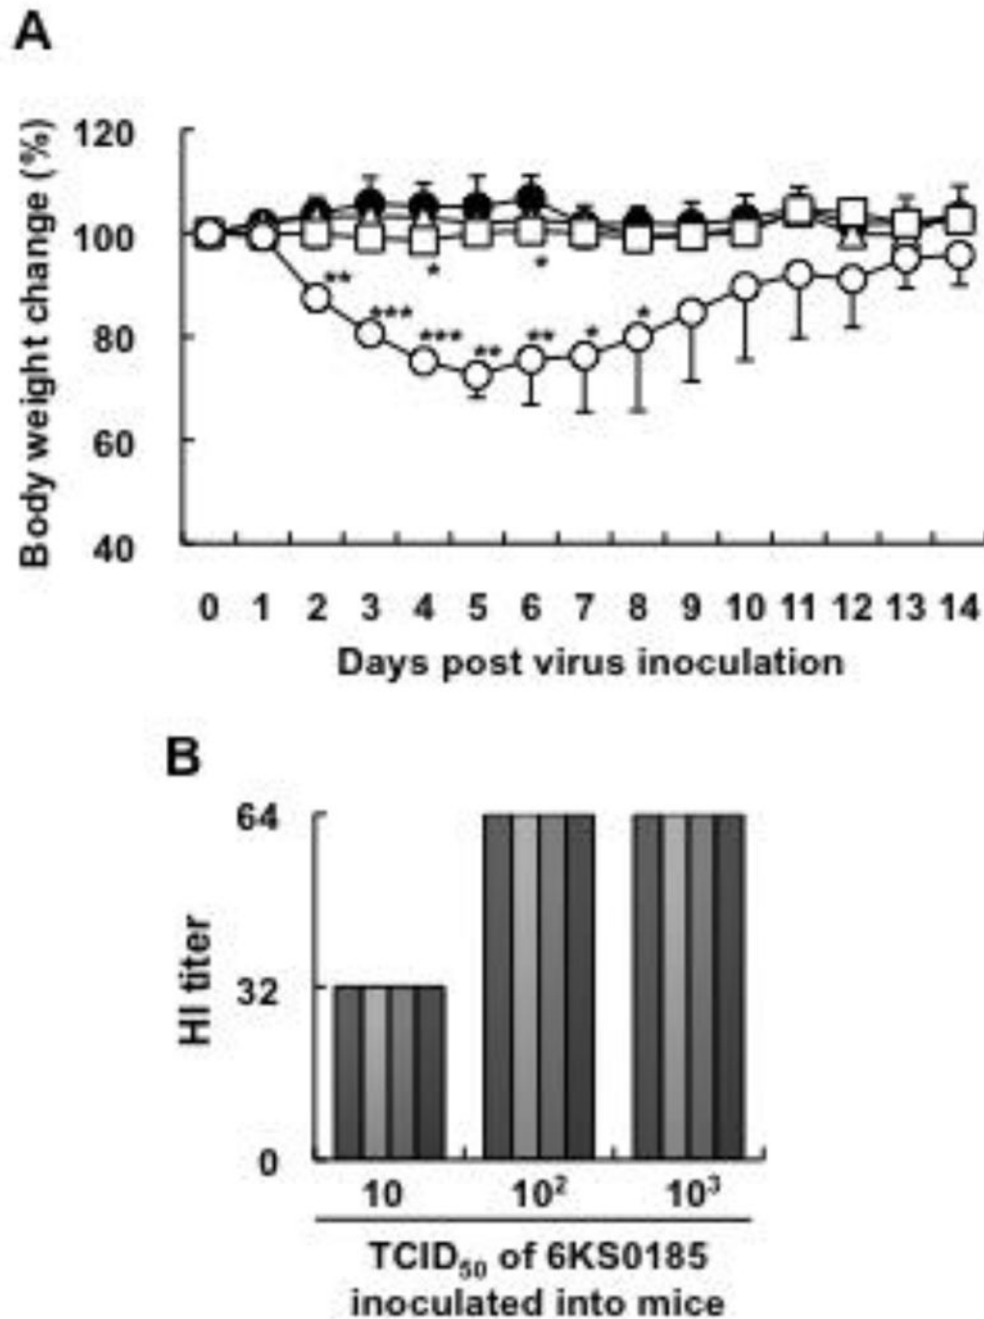 A
Body weight change (%)
120
100
80
60
40
*
*
**
***
***
**
**
*
*
0 1 2 3 4 5 6 7 8 9 10 11 12 13 14
Days post virus inoculation
B
HI titer
64
32
0
10 10² 10³
TCID₅₀ of 6KS0185
inoculated into mice